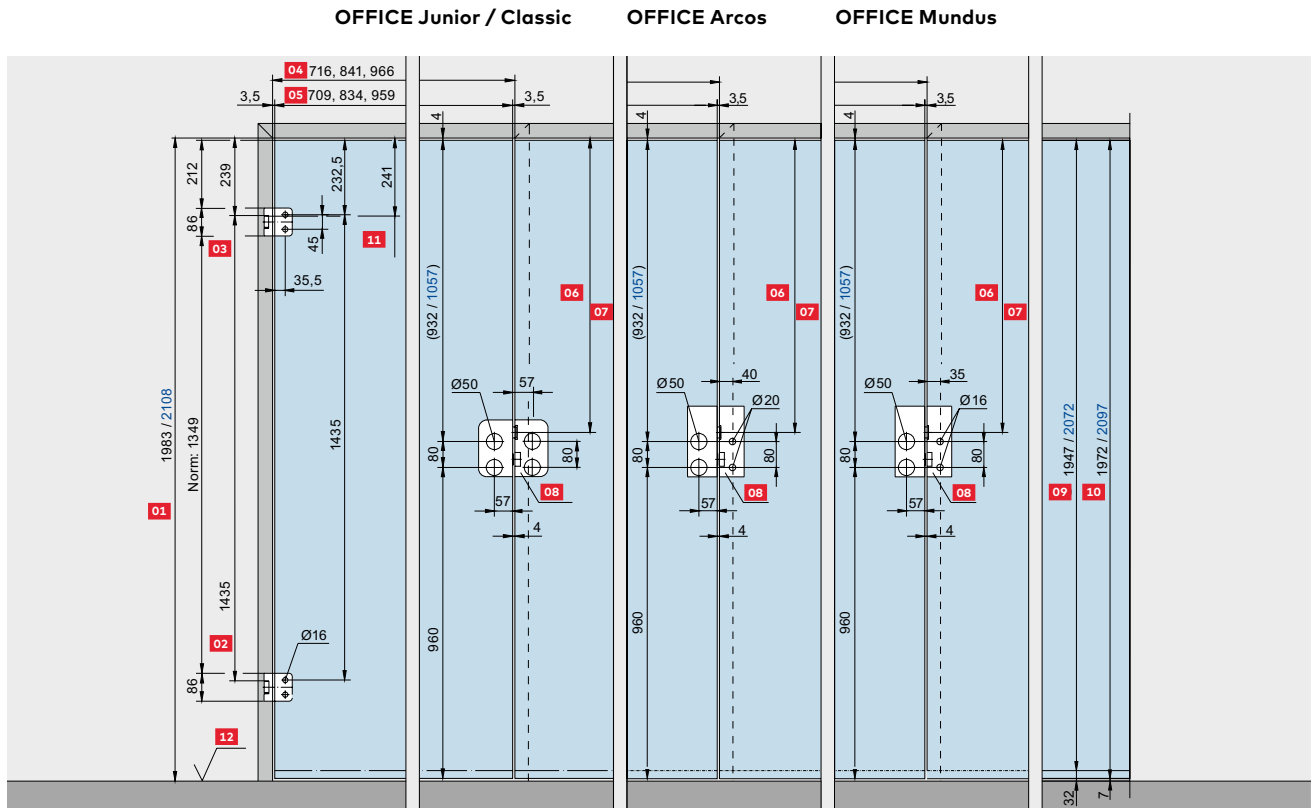 OFFICE Junior / Classic
OFFICE Arcos
OFFICE Mundus
04 716, 841, 966
3,5
05 709, 834, 959
3,5
3,5
3,5
4
4
4
212
239
232,5
241
86
03
45
11
35,5
(932 / 1057)
06
07
(932 / 1057)
06
07
(932 / 1057)
06
07
1983 / 2108
Norm: 1349
1435
1435
Ø50
57
Ø50
40
Ø20
Ø50
35
Ø16
80
80
80
80
80
80
08
08
08
57
57
57
4
4
4
1947 / 2072
1972 / 2097
09
10
01
02
Ø16
960
960
960
86
12
32
7